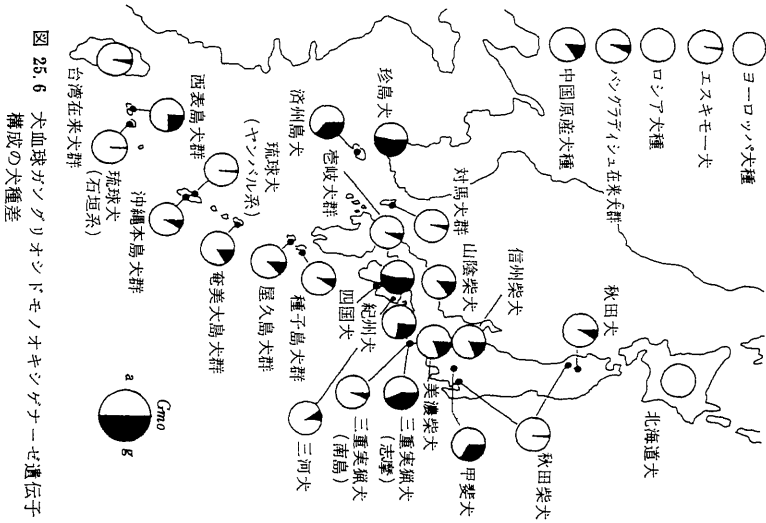 ヨーロッパ犬種
エスキモー犬
ロシア犬種
バングラディシュ在来犬群
中国原産犬種
秋田犬
北海道犬
信州柴犬
山陰柴犬
対馬犬群
珍島犬
済州島犬
壱岐犬群
秋田柴犬
甲斐犬
美濃柴犬
三重実猟犬
(志摩)
三重実猟犬
(南島)
三河犬
紀州犬
四国犬
種子島犬群
屋久島犬群
奄美大島犬群
琉球犬
(ヤンバル系)
沖縄本島犬群
西表島犬群
琉球犬
(石垣系)
台湾在来犬群
Gmo
a
g
図 25.6 犬血球ガングリオシドモノオキシゲナーゼ遺伝子
構成の犬種差